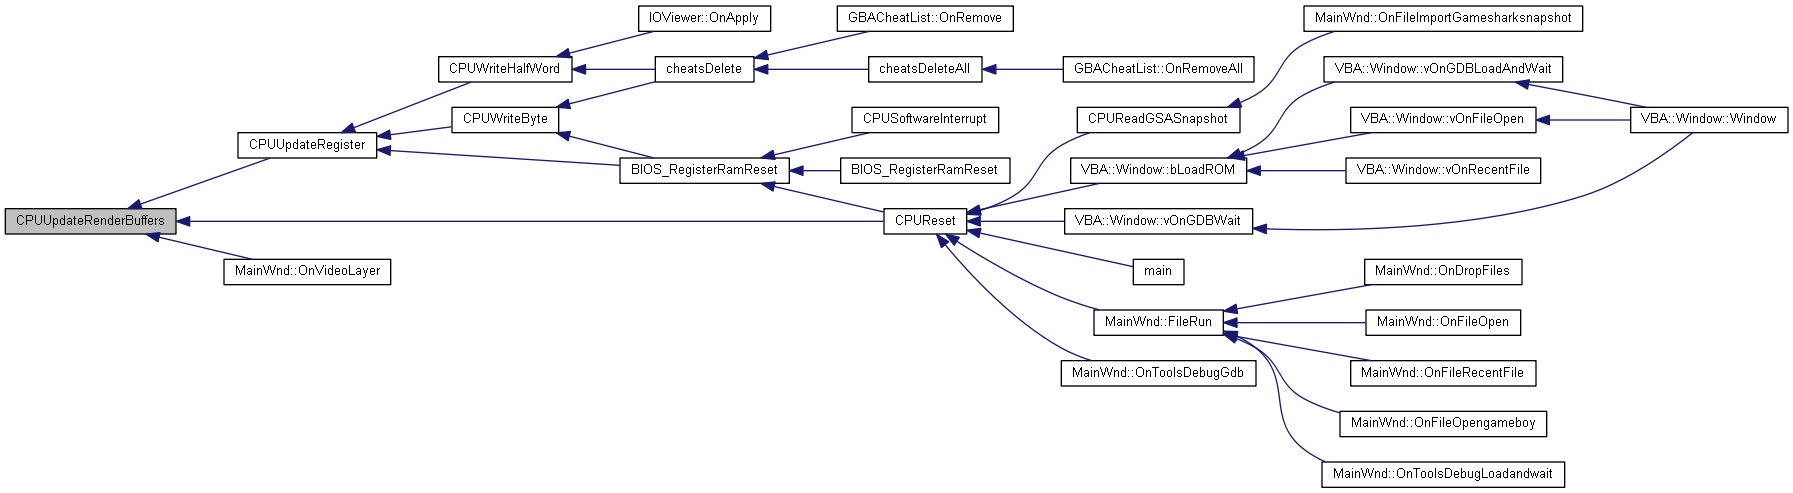 IOViewer::OnApply
GBACheatList::OnRemove
MainWnd::OnFileImportGamesharksnapshot
CPUWriteHalfWord
cheatsDelete
cheatsDeleteAll
GBACheatList::OnRemoveAll
VBA::Window::vOnGDBLoadAndWait
CPUWriteByte
CPUSoftwareInterrupt
CPUReadGSASnapshot
VBA::Window::vOnFileOpen
VBA::Window::Window
CPUUpdateRegister
BIOS_RegisterRamReset
BIOS_RegisterRamReset
VBA::Window::bLoadROM
VBA::Window::vOnRecentFile
CPUUpdateRenderBuffers
CPUReset
VBA::Window::vOnGDBWait
MainWnd::OnVideoLayer
main
MainWnd::OnDropFiles
MainWnd::FileRun
MainWnd::OnFileOpen
MainWnd::OnToolsDebugGdb
MainWnd::OnFileRecentFile
MainWnd::OnFileOpengameboy
MainWnd::OnToolsDebugLoadandwait